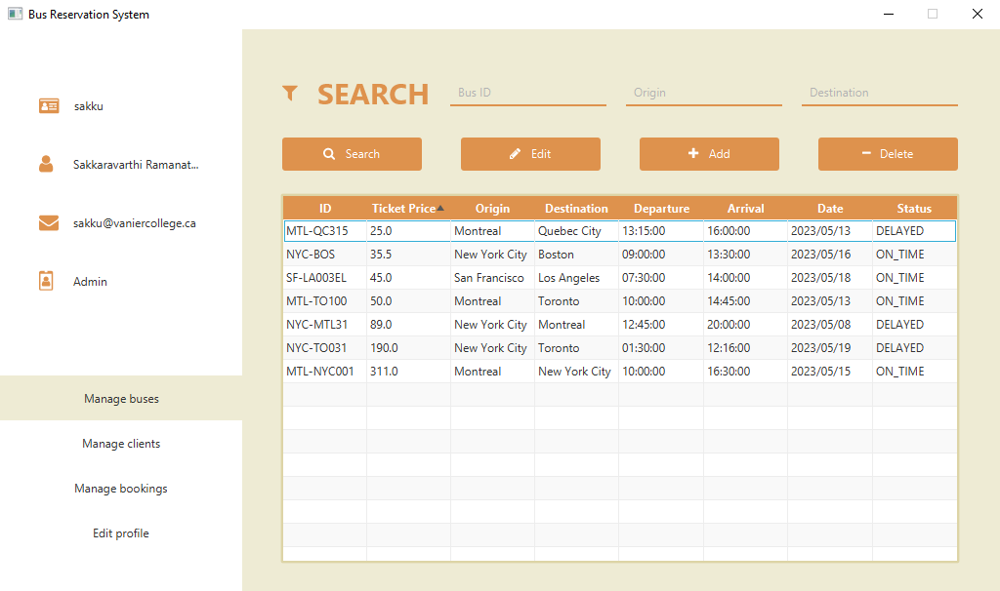 Bus Reservation System
sakku
Sakkaravarthi Ramanat...
sakku@vaniercollege.ca
Admin
Manage buses
Manage clients
Manage bookings
Edit profile
SEARCH Bus ID Origin Destination
Search Edit Add Delete
ID Ticket Price Origin Destination Departure Arrival Date Status
MTL-QC315 25.0 Montreal Quebec City 13:15:00 16:00:00 2023/05/13 DELAYED
NYC-BOS 35.5 New York City Boston 09:00:00 13:30:00 2023/05/16 ON_TIME
SF-LA003EL 45.0 San Francisco Los Angeles 07:30:00 14:00:00 2023/05/18 ON_TIME
MTL-TO100 50.0 Montreal Toronto 10:00:00 14:45:00 2023/05/13 ON_TIME
NYC-MTL31 89.0 New York City Montreal 12:45:00 20:00:00 2023/05/08 DELAYED
NYC-TO031 190.0 New York City Toronto 01:30:00 12:16:00 2023/05/19 DELAYED
MTL-NYC001 311.0 Montreal New York City 10:00:00 16:30:00 2023/05/15 ON_TIME